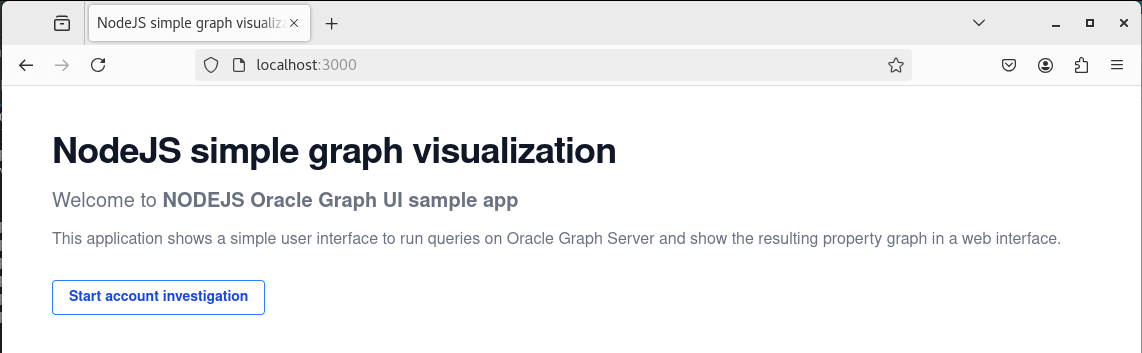 NodeJS simple graph visualiz
localhost:3000
NodeJS simple graph visualization
Welcome to NODEJS Oracle Graph UI sample app
This application shows a simple user interface to run queries on Oracle Graph Server and show the resulting property graph in a web interface.
Start account investigation